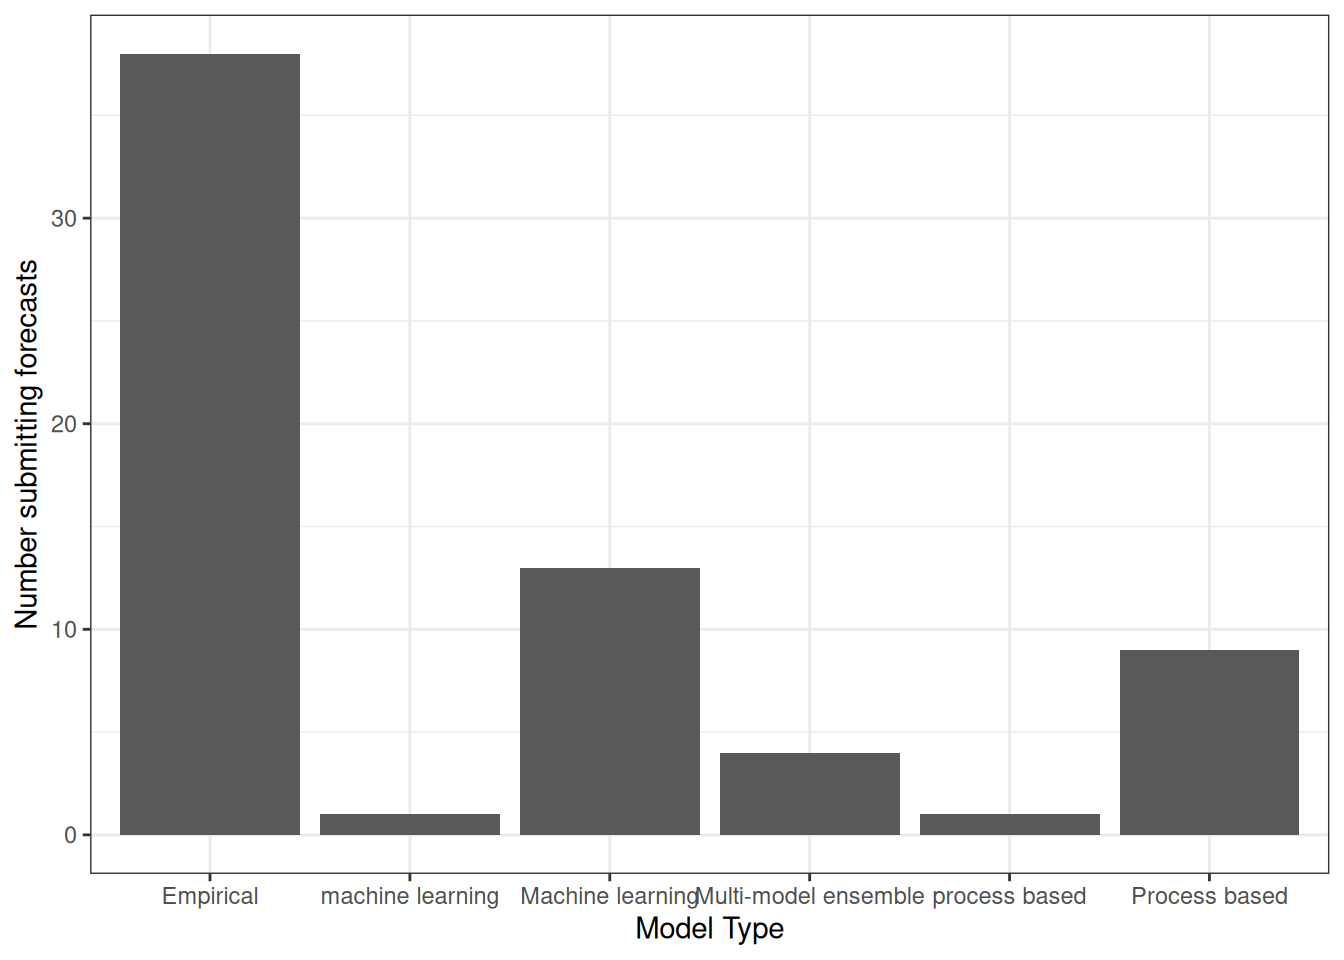 Number submitting forecasts
30
20
10
0
Empirical
machine learning
Machine learning
Multi-model ensemble
process based
Process based
Model Type